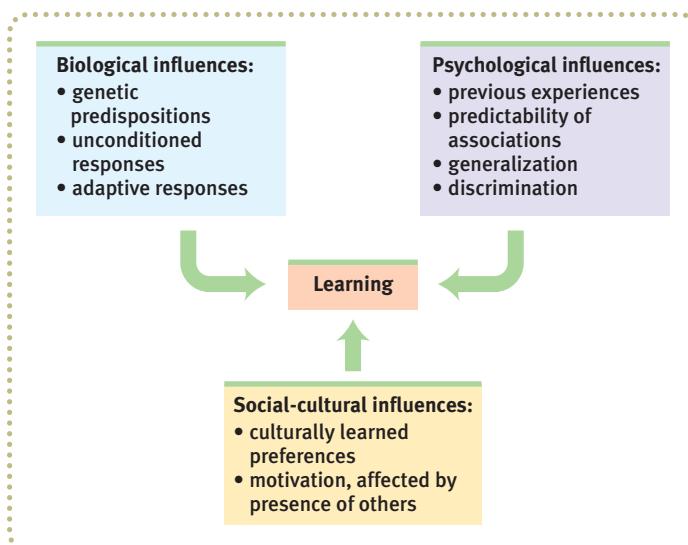 Biological influences:
• genetic
predispositions
• unconditioned
responses
• adaptive responses
Psychological influences:
• previous experiences
• predictability of
associations
• generalization
• discrimination
Learning
Social-cultural influences:
• culturally learned
preferences
• motivation, affected by
presence of others